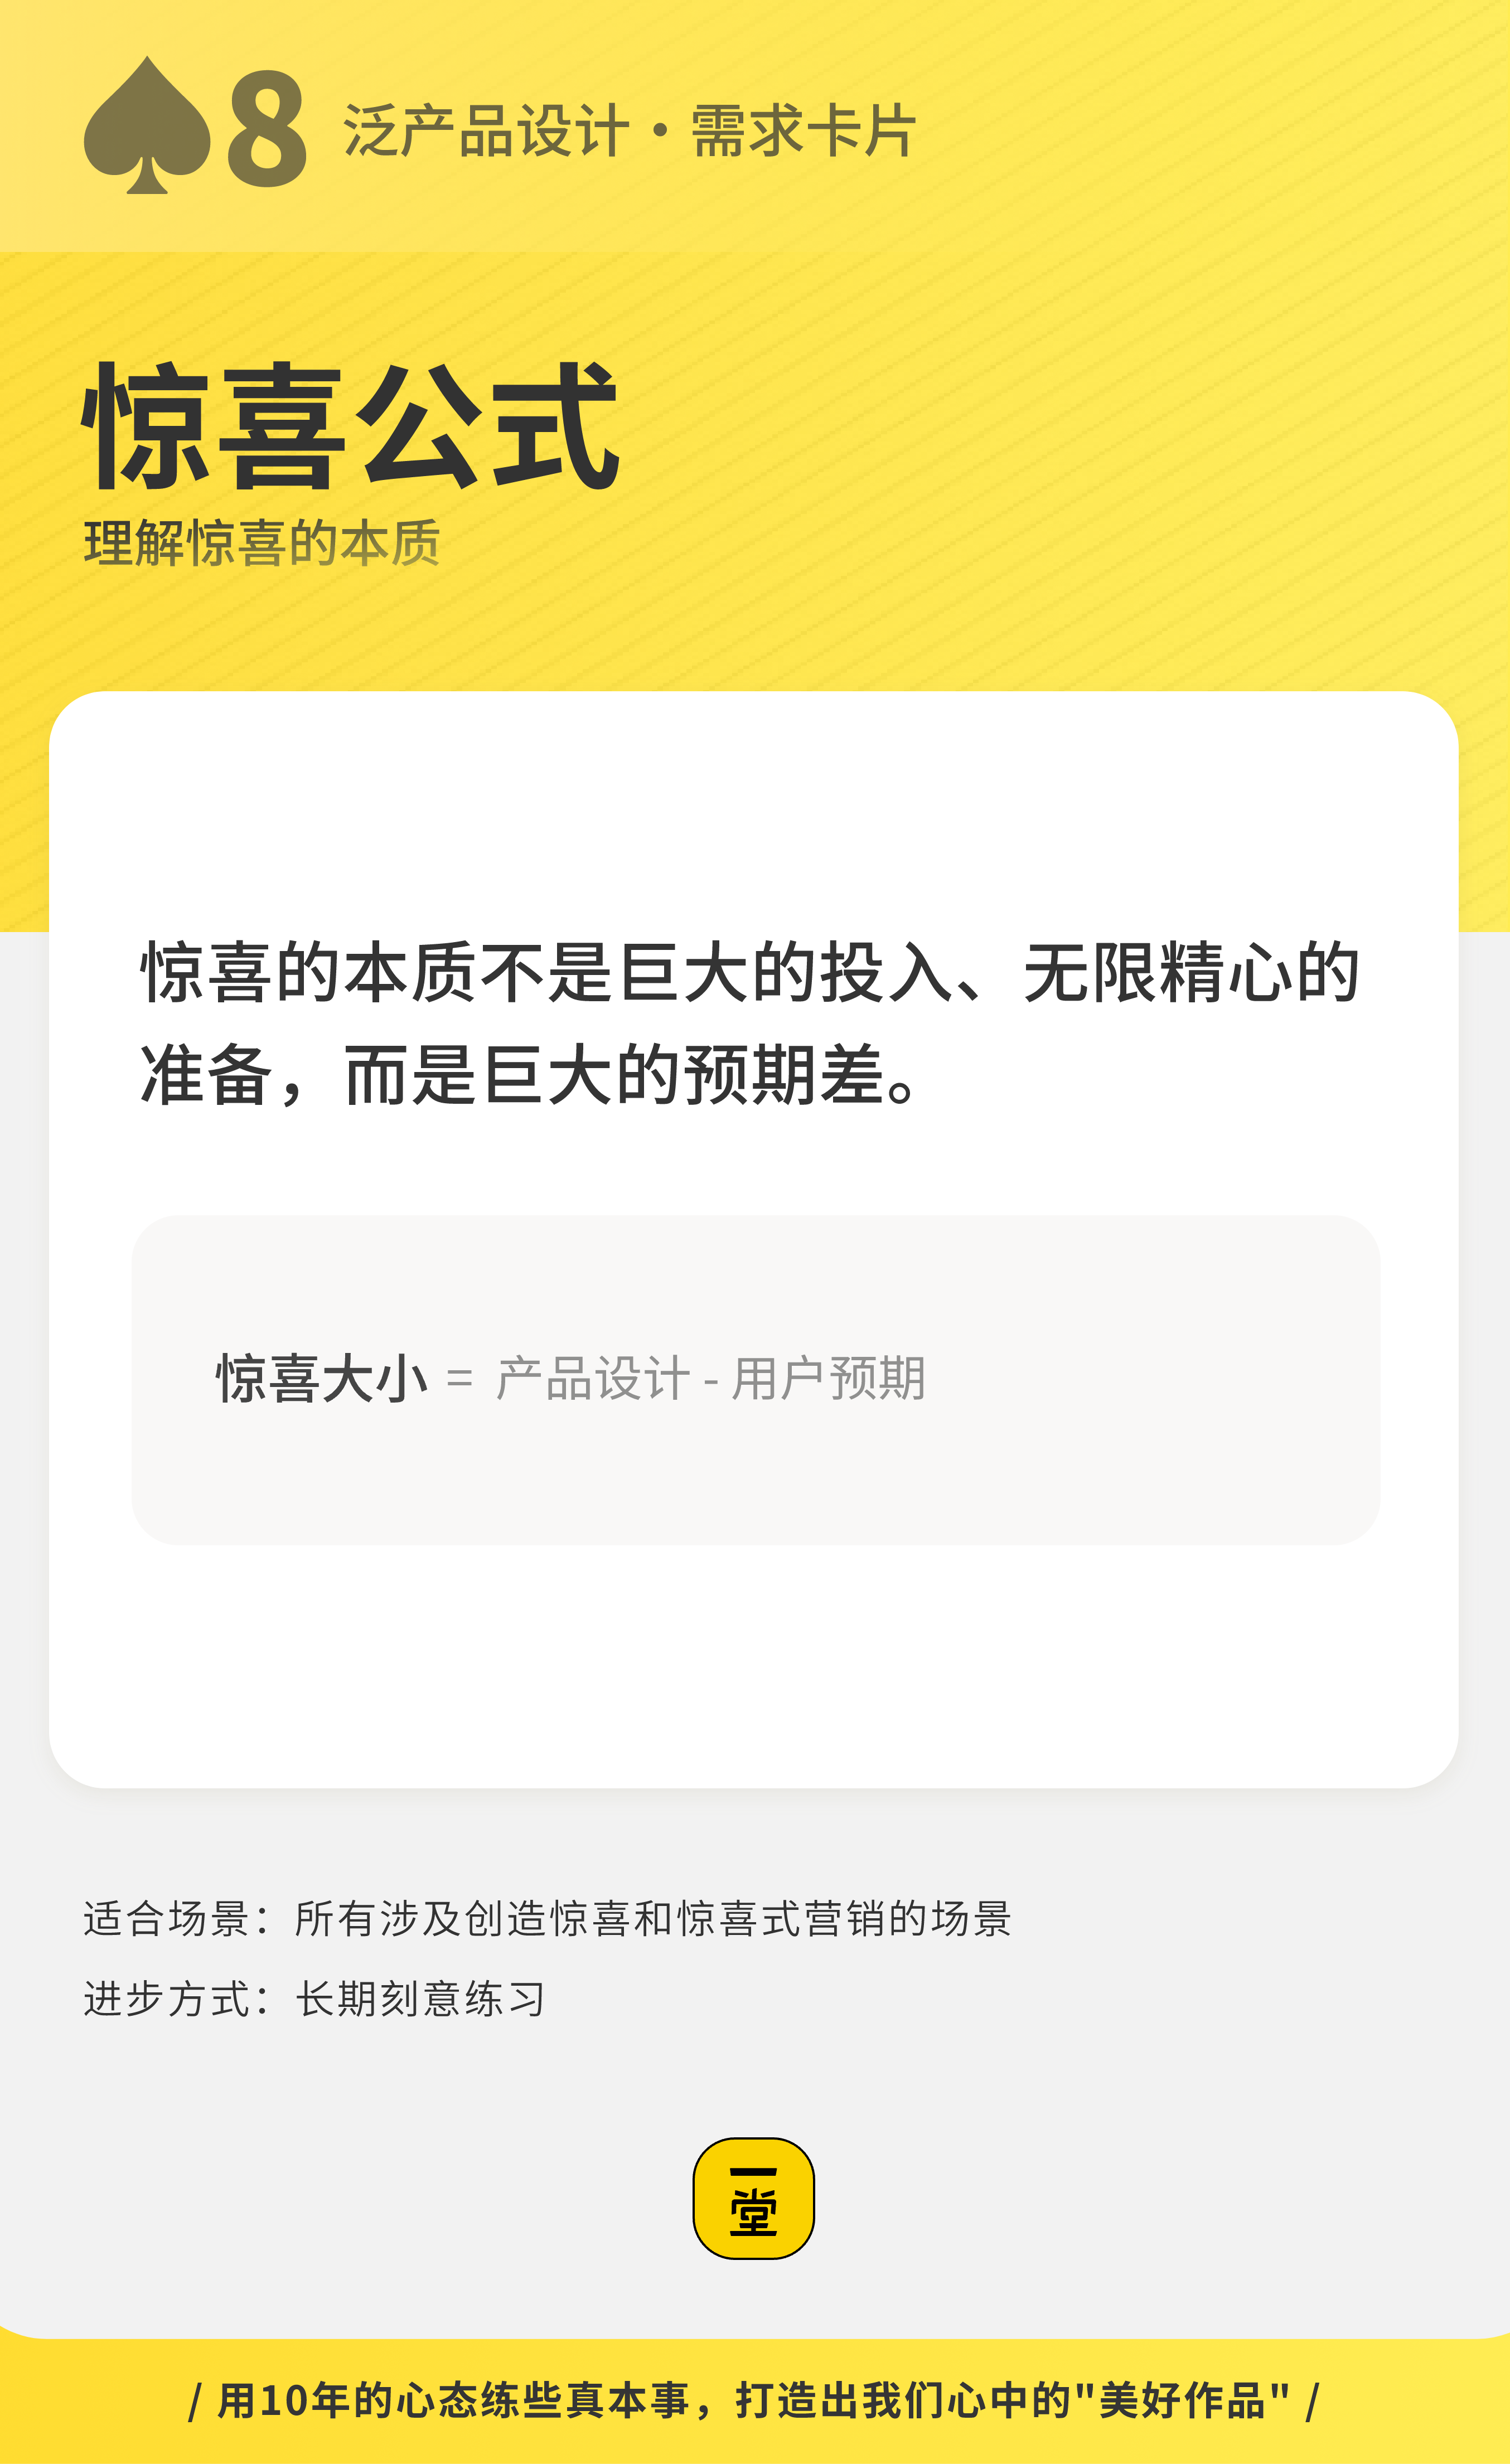 ♠8 泛产品设计·需求卡片
惊喜公式
理解惊喜的本质
惊喜的本质不是巨大的投入、无限精心的
准备，而是巨大的预期差。
惊喜大小 = 产品设计 - 用户预期
适合场景：所有涉及创造惊喜和惊喜式营销的场景
进步方式：长期刻意练习
一
堂
/ 用10年的心态练些真本事，打造出我们心中的"美好作品" /